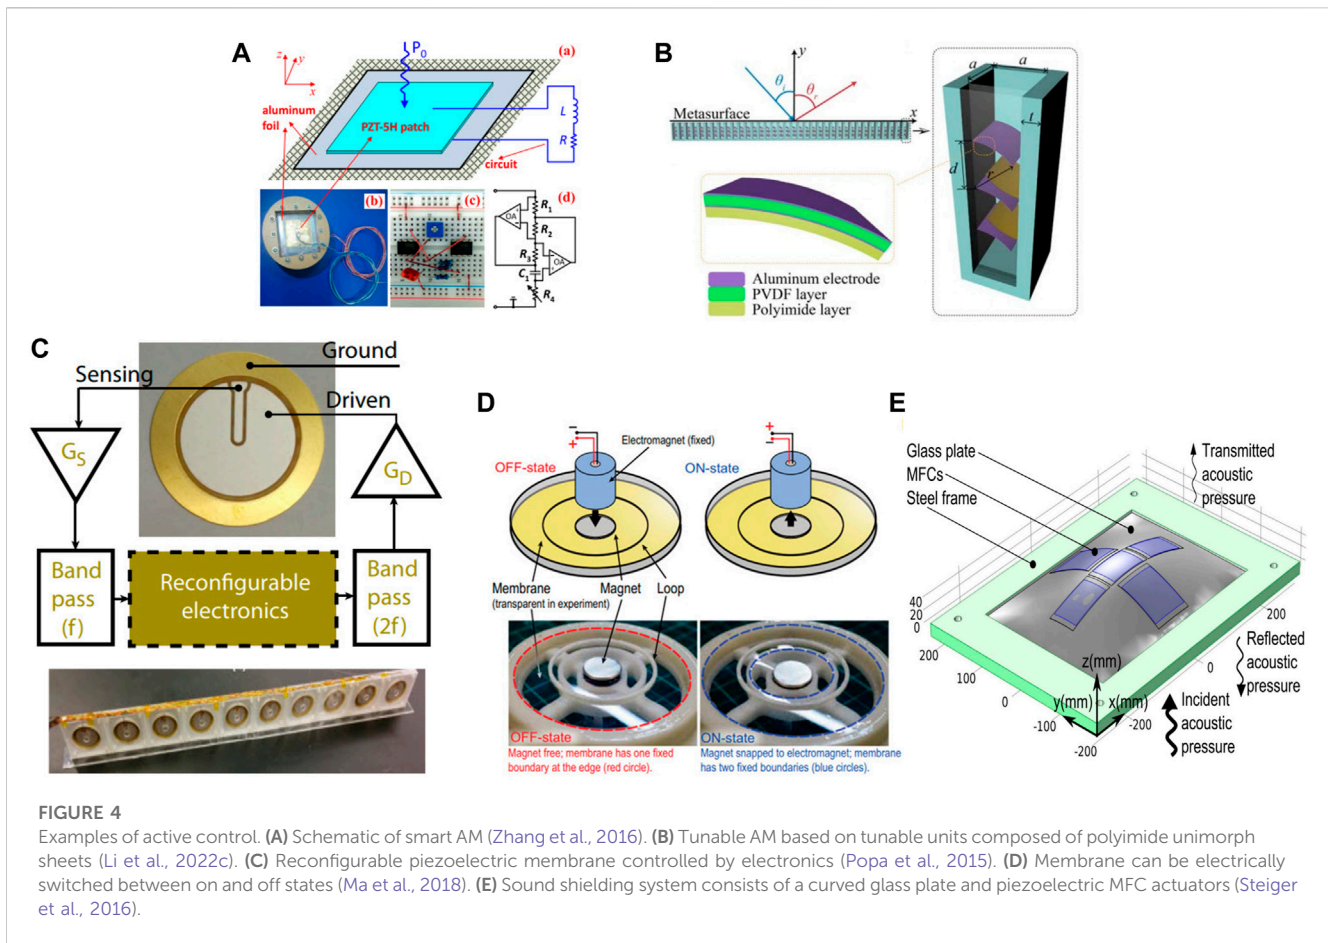 A
z
y
x
P0
(a)
aluminum
foil
PZT-5H patch
L
R
circuit
(b)
(c)
(d)
OA
R1
R2
R3
C1
OA
R4
B
y
θi
θr
Metasurface
x
a
a
t
d
r
Aluminum electrode
PVDF layer
Polyimide layer
C
Ground
Sensing
Driven
GS
GD
Band
pass
(f)
Reconfigurable
electronics
Band
pass
(2f)
D
−
+
Electromagnet (fixed)
+
−
OFF-state
ON-state
Membrane
(transparent in experiment)
Magnet
Loop
OFF-state
ON-state
Magnet free; membrane has one fixed
boundary at the edge (red circle).
Magnet snapped to electromagnet; membrane
has two fixed boundaries (blue circles).
E
Glass plate
MFCs
Steel frame
Transmitted
acoustic
pressure
40
20
0
200
100
0
-100
-200
200
0
-200
z(mm)
y(mm)
x(mm)
Reflected
acoustic
pressure
Incident
acoustic
pressure
FIGURE 4
Examples of active control. (A) Schematic of smart AM (Zhang et al., 2016). (B) Tunable AM based on tunable units composed of polyimide unimorph
sheets (Li et al., 2022c). (C) Reconfigurable piezoelectric membrane controlled by electronics (Popa et al., 2015). (D) Membrane can be electrically
switched between on and off states (Ma et al., 2018). (E) Sound shielding system consists of a curved glass plate and piezoelectric MFC actuators (Steiger
et al., 2016).